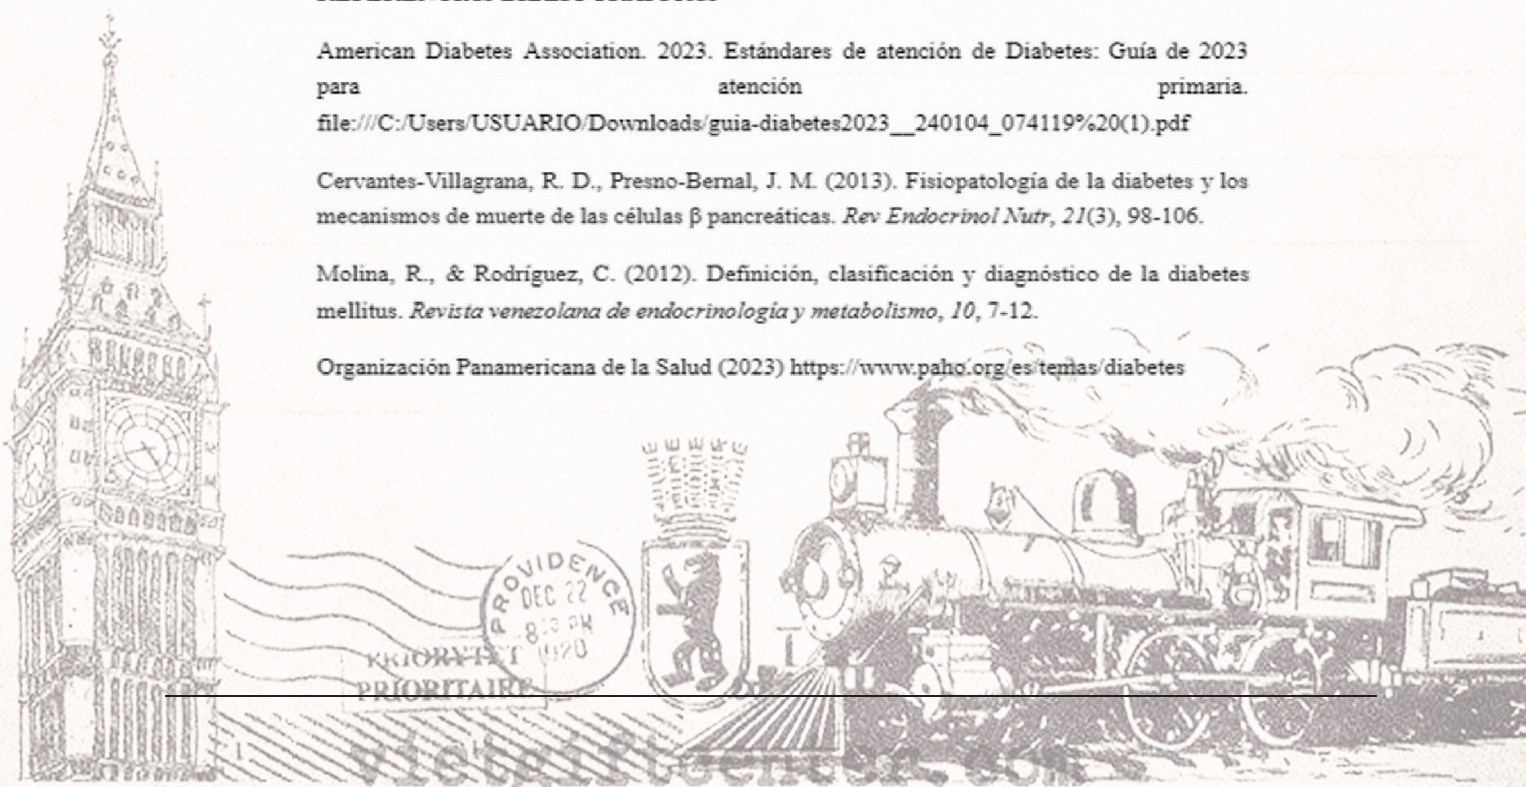 American Diabetes Association. 2023. Estándares de atención de Diabetes: Guía de 2023
para atención primaria.
file:///C:/Users/USUARIO/Downloads/guia-diabetes2023__240104_074119%20(1).pdf
Cervantes-Villagrana, R. D., Presno-Bernal, J. M. (2013). Fisiopatología de la diabetes y los
mecanismos de muerte de las células β pancreáticas. Rev Endocrinol Nutr, 21(3), 98-106.
Molina, R., & Rodríguez, C. (2012). Definición, clasificación y diagnóstico de la diabetes
mellitus. Revista venezolana de endocrinología y metabolismo, 10, 7-12.
Organización Panamericana de la Salud (2023) https://www.paho.org/es/temas/diabetes
PROVIDENCE
DEC 22
1920
PRIORYTET
PRIORITAIRE